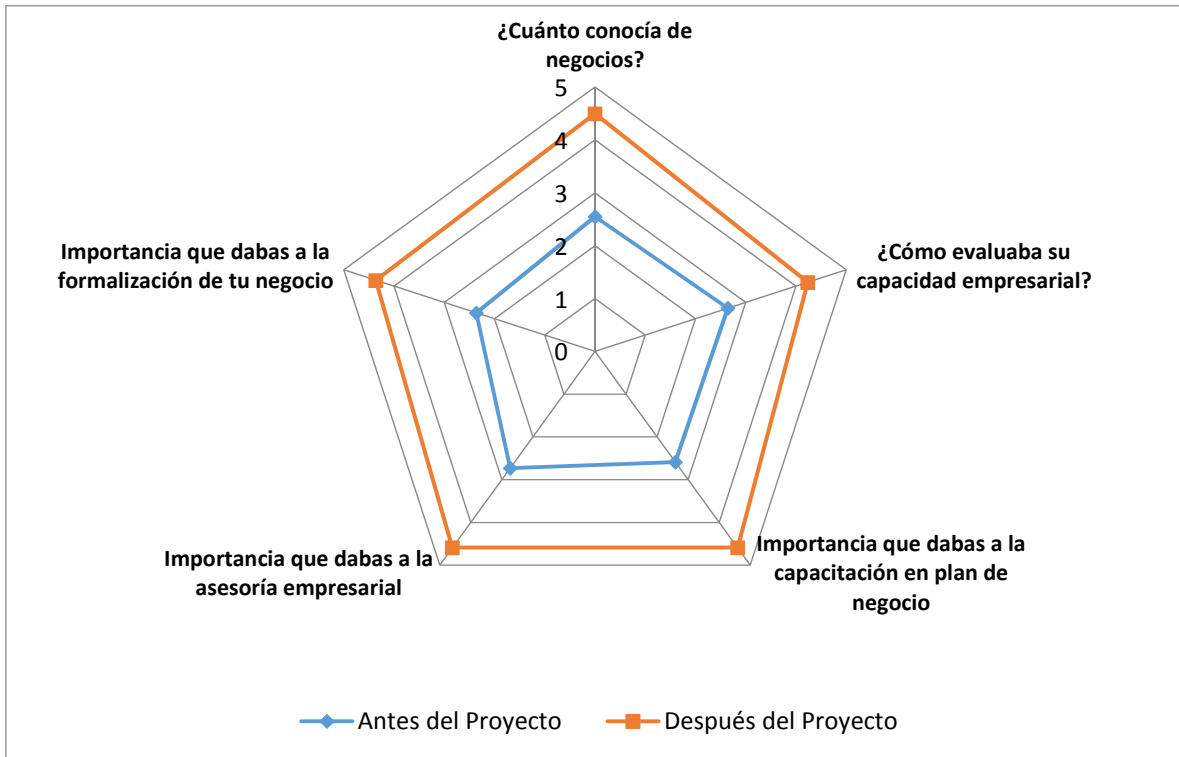 ¿Cuánto conocía de
negocios?
5
4
3
2
1
0
Importancia que dabas a la
formalización de tu negocio
¿Cómo evaluaba su
capacidad empresarial?
Importancia que dabas a la
asesoría empresarial
Importancia que dabas a la
capacitación en plan de
negocio
Antes del Proyecto
Después del Proyecto